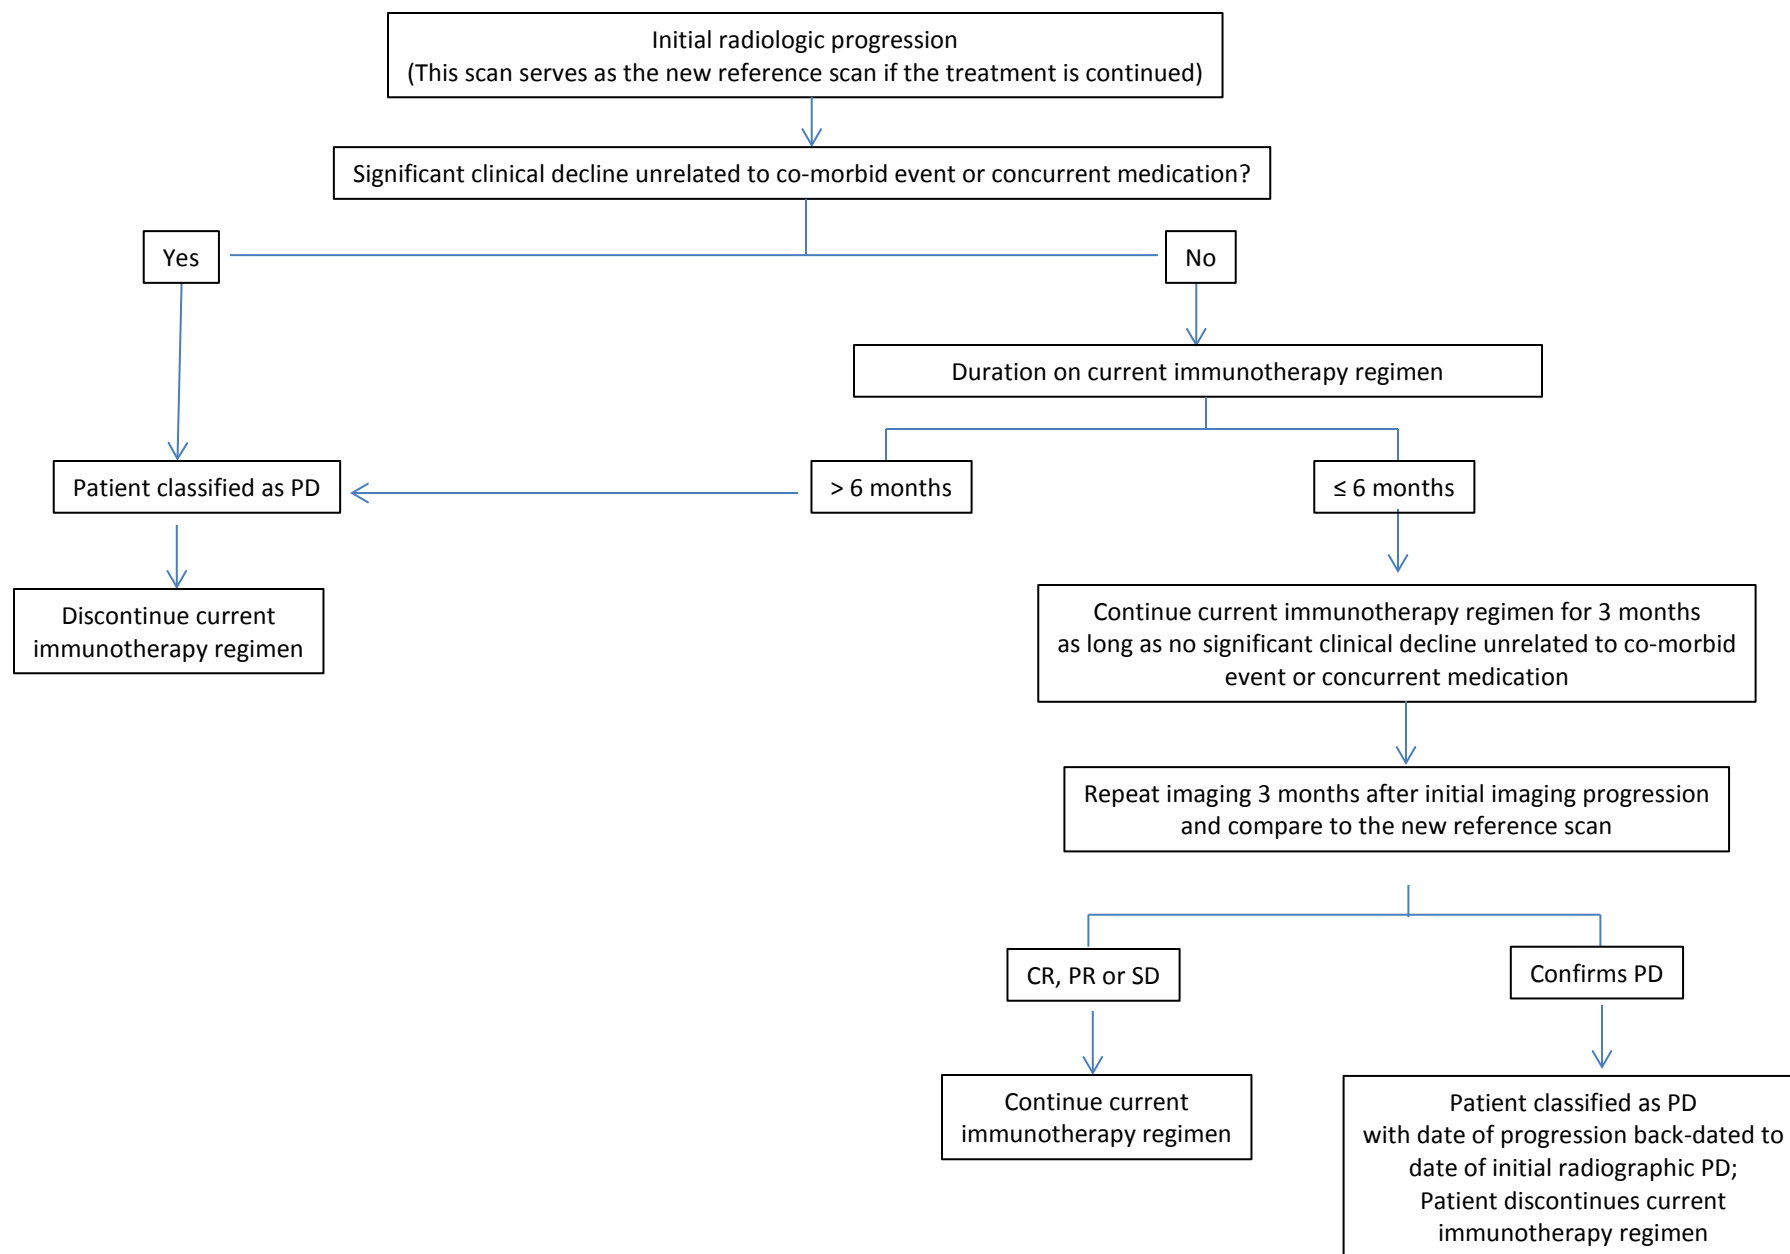 Initial radiologic progression
(This scan serves as the new reference scan if the treatment is continued)
Significant clinical decline unrelated to co-morbid event or concurrent medication?
Yes
No
Duration on current immunotherapy regimen
Patient classified as PD
> 6 months
≤ 6 months
Discontinue current
immunotherapy regimen
Continue current immunotherapy regimen for 3 months
as long as no significant clinical decline unrelated to co-morbid
event or concurrent medication
Repeat imaging 3 months after initial imaging progression
and compare to the new reference scan
CR, PR or SD
Confirms PD
Continue current
immunotherapy regimen
Patient classified as PD
with date of progression back-dated to
date of initial radiographic PD;
Patient discontinues current
immunotherapy regimen